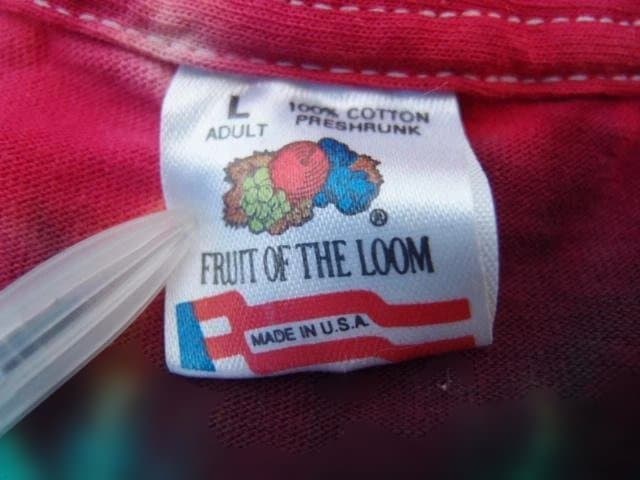 L 100% COTTON
ADULT PRESHRUNK
®
FRUIT OF THE LOOM
MADE IN U.S.A.